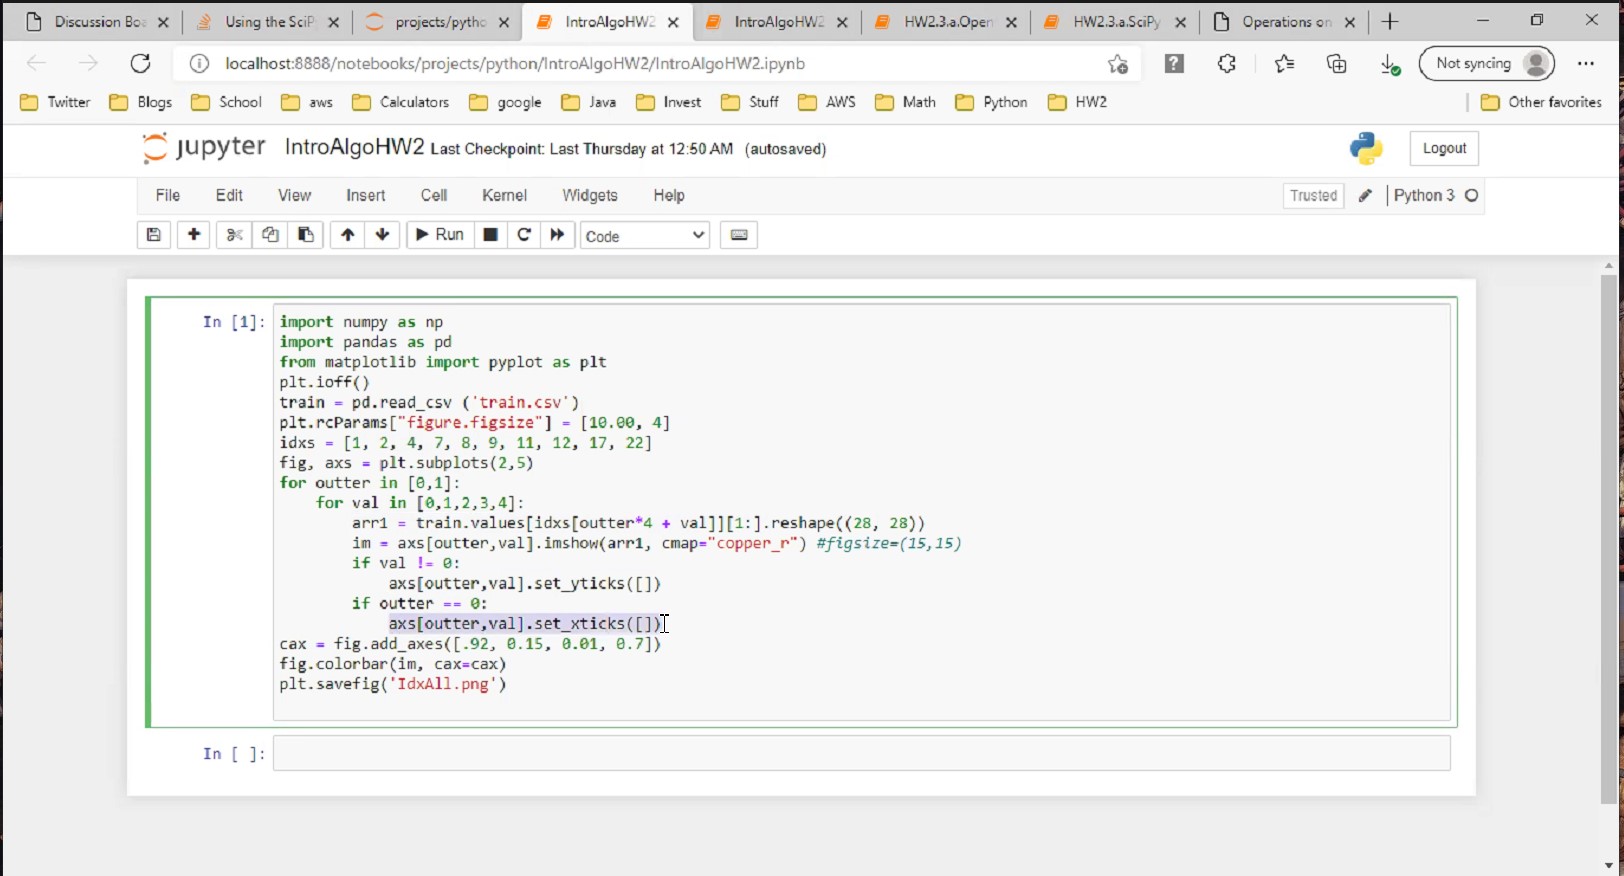 Discussion Boa
Using the SciP
projects/pytho
IntroAlgoHW2
IntroAlgoHW2
HW2.3.a.Open
HW2.3.a.SciPy
Operations on
localhost:8888/notebooks/projects/python/IntroAlgoHW2/IntroAlgoHW2.ipynb
Not syncing
Twitter
Blogs
School
aws
Calculators
google
Java
Invest
Stuff
AWS
Math
Python
HW2
Other favorites
jupyter IntroAlgoHW2 Last Checkpoint: Last Thursday at 12:50 AM (autosaved)
Logout
File Edit View Insert Cell Kernel Widgets Help
Trusted
Python 3
Run
Code
In [1]:
import numpy as np
import pandas as pd
from matplotlib import pyplot as plt
plt.ioff()
train = pd.read_csv ('train.csv')
plt.rcParams["figure.figsize"] = [10.00, 4]
idxs = [1, 2, 4, 7, 8, 9, 11, 12, 17, 22]
fig, axs = plt.subplots(2,5)
for outter in [0,1]:
    for val in [0,1,2,3,4]:
        arr1 = train.values[idxs[outter*4 + val]][1:].reshape((28, 28))
        im = axs[outter,val].imshow(arr1, cmap="copper_r") #figsize=(15,15)
        if val != 0:
            axs[outter,val].set_yticks([])
        if outter == 0:
            axs[outter,val].set_xticks([])
cax = fig.add_axes([.92, 0.15, 0.01, 0.7])
fig.colorbar(im, cax=cax)
plt.savefig('IdxAll.png')
In [ ]: